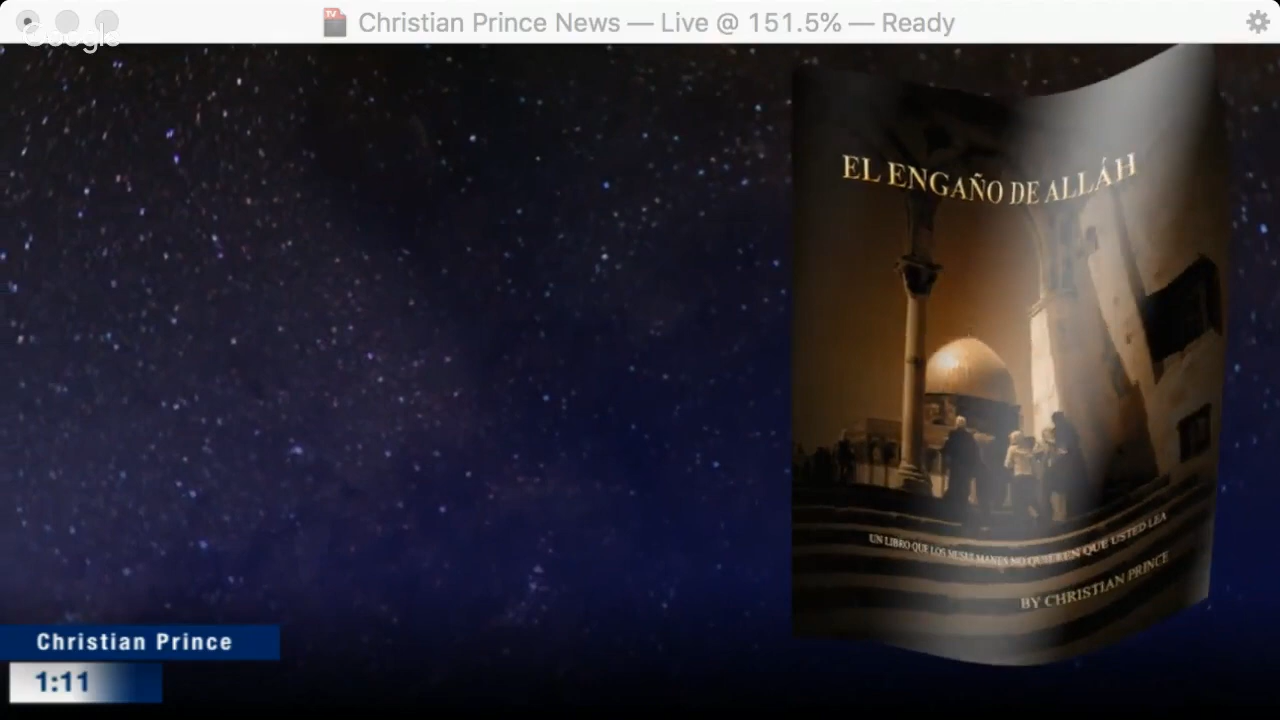 Christian Prince News — Live @ 151.5% — Ready
Google
EL ENGAÑO DE ALLÁH
UN LIBRO QUE LOS MUSULMANES NO QUIEREN QUE USTED LEA
BY CHRISTIAN PRINCE
Christian Prince
1:11